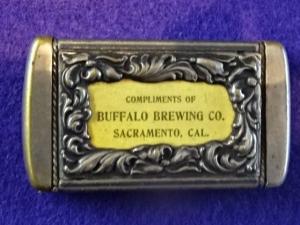 COMPLIMENTS OF
BUFFALO BREWING CO.
SACRAMENTO, CAL.